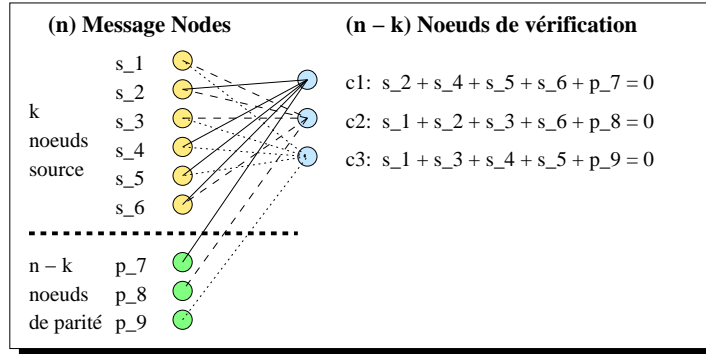 (n) Message Nodes
(n – k) Noeuds de vérification
s_1
s_2
s_3
s_4
s_5
s_6
k
noeuds
source
c1: s_2 + s_4 + s_5 + s_6 + p_7 = 0
c2: s_1 + s_2 + s_3 + s_6 + p_8 = 0
c3: s_1 + s_3 + s_4 + s_5 + p_9 = 0
n – k p_7
noeuds p_8
de parité p_9